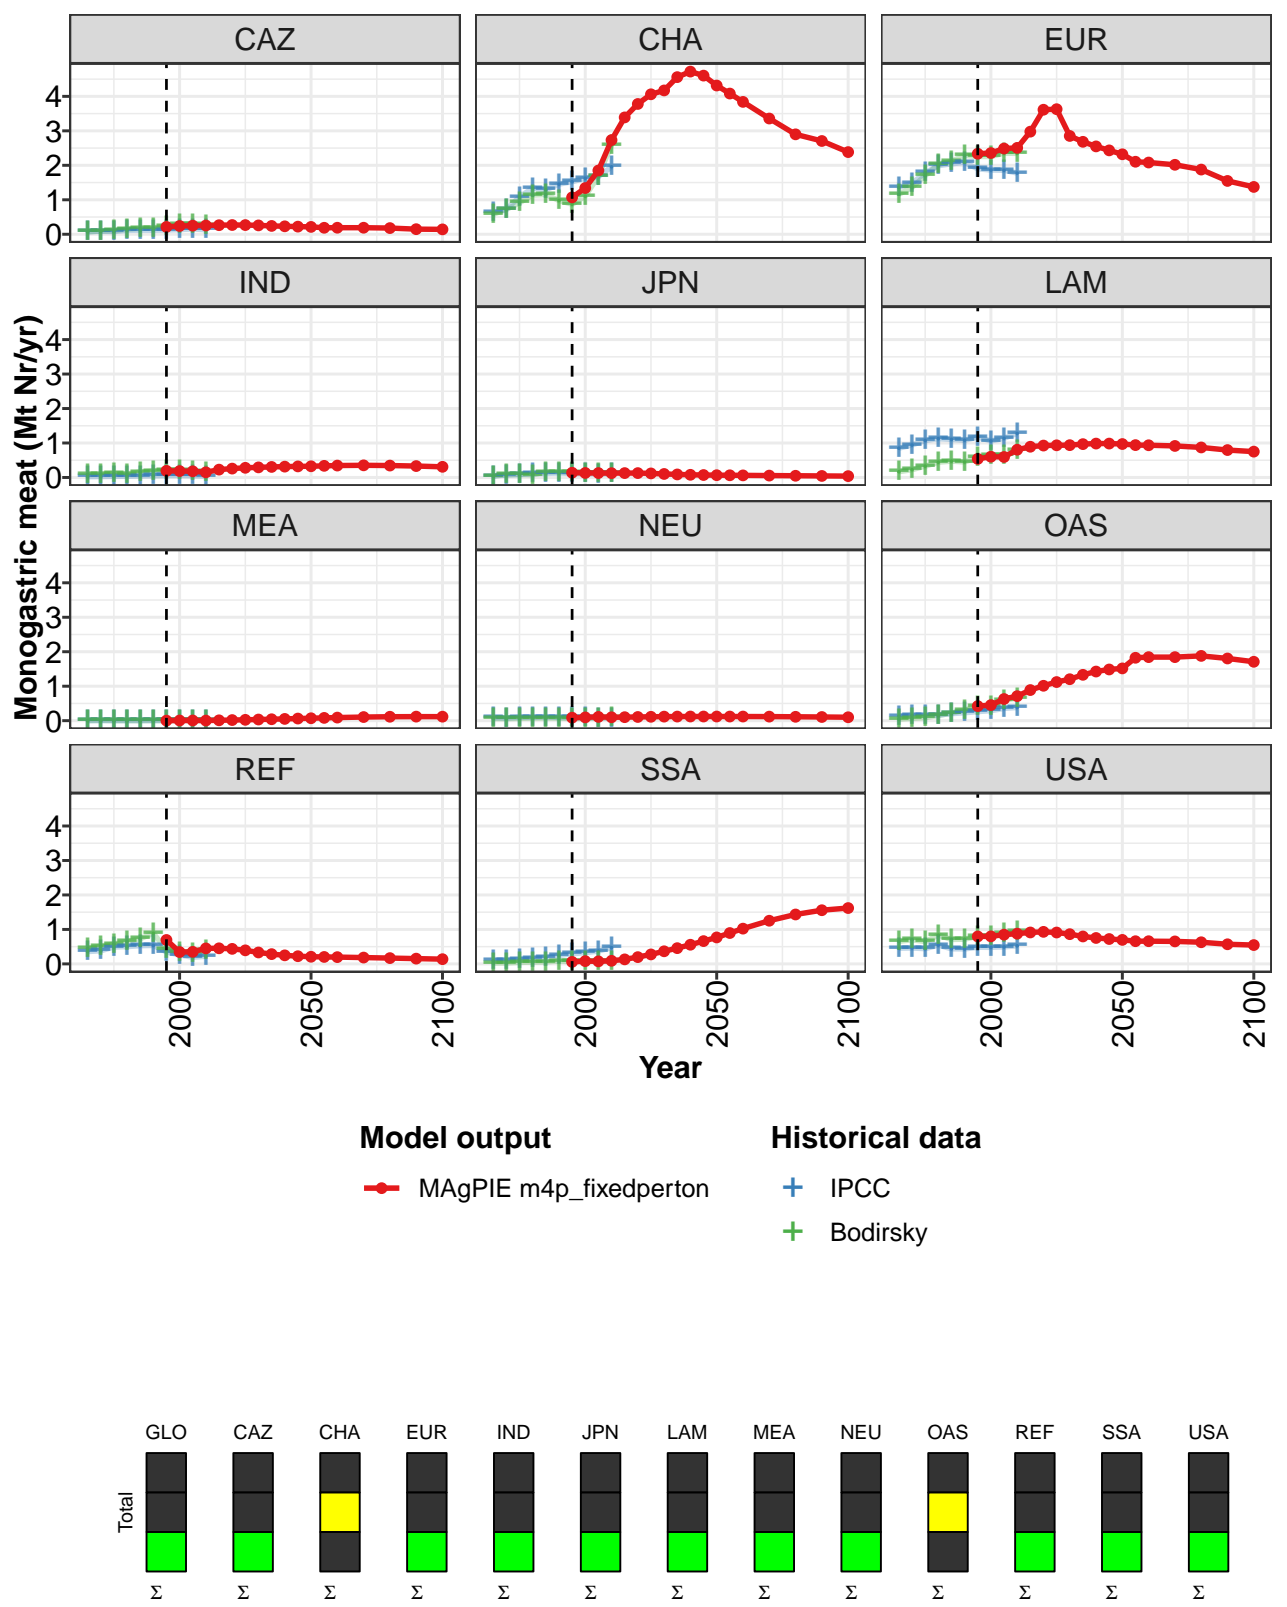 CAZ CHA EUR
4
3
2
1
0
IND JPN LAM
4
3
2
1
0
Monogastric meat (Mt Nr/yr)
MEA NEU OAS
4
3
2
1
0
REF SSA USA
4
3
2
1
0
2000 2050 2100 2000 2050 2100 2000 2050 2100
Year
Model output Historical data
MAgPIE m4p_fixedperton IPCC
Bodirsky
GLO CAZ CHA EUR IND JPN LAM MEA NEU OAS REF SSA USA
Total
Σ Σ Σ Σ Σ Σ Σ Σ Σ Σ Σ Σ Σ